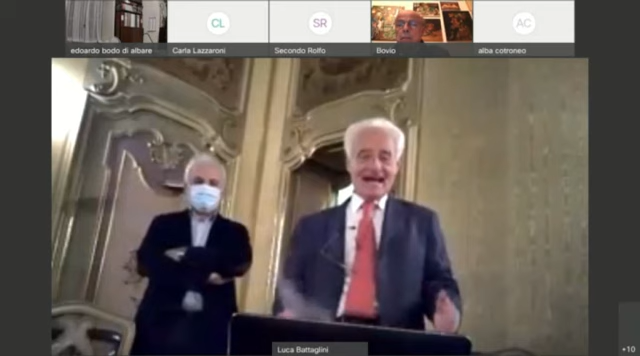 CL
SR
AC
edoardo bodo di albare
Carla Lazzaroni
Secondo Rolfo
Bovio
alba cotroneo
Luca Battaglini
+10